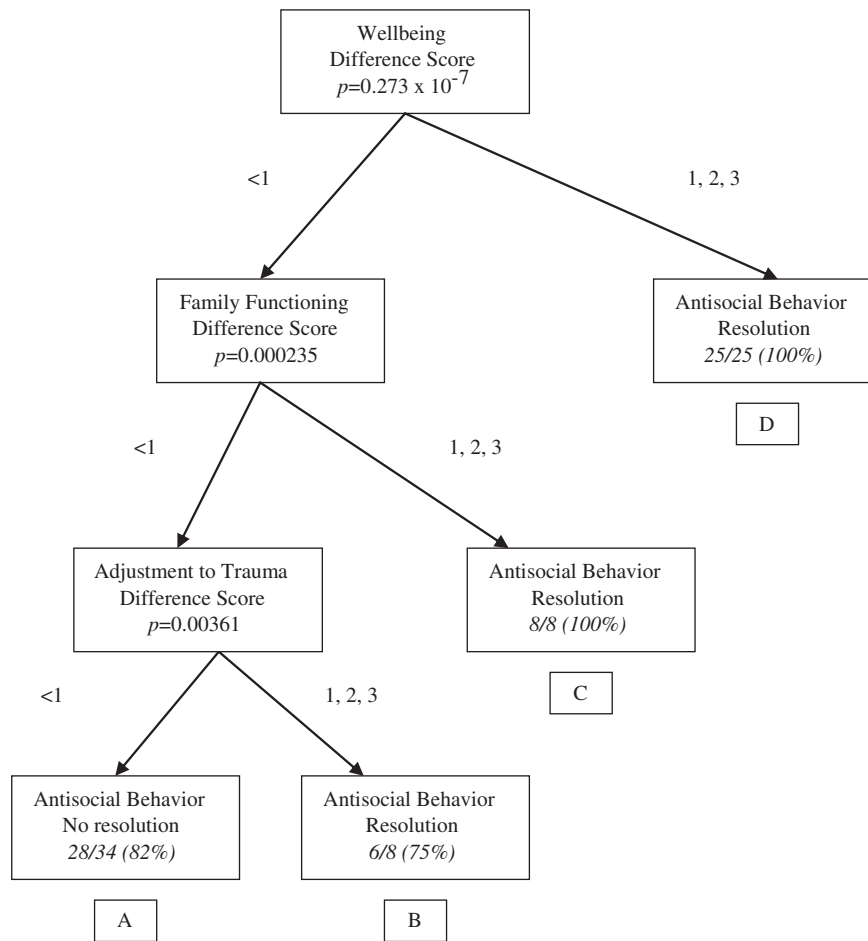 Wellbeing
Difference Score
p=0.273 x 10-7
<1
1, 2, 3
Family Functioning
Difference Score
p=0.000235
Antisocial Behavior
Resolution
25/25 (100%)
D
<1
1, 2, 3
Adjustment to Trauma
Difference Score
p=0.00361
Antisocial Behavior
Resolution
8/8 (100%)
C
<1
1, 2, 3
Antisocial Behavior
No resolution
28/34 (82%)
A
Antisocial Behavior
Resolution
6/8 (75%)
B